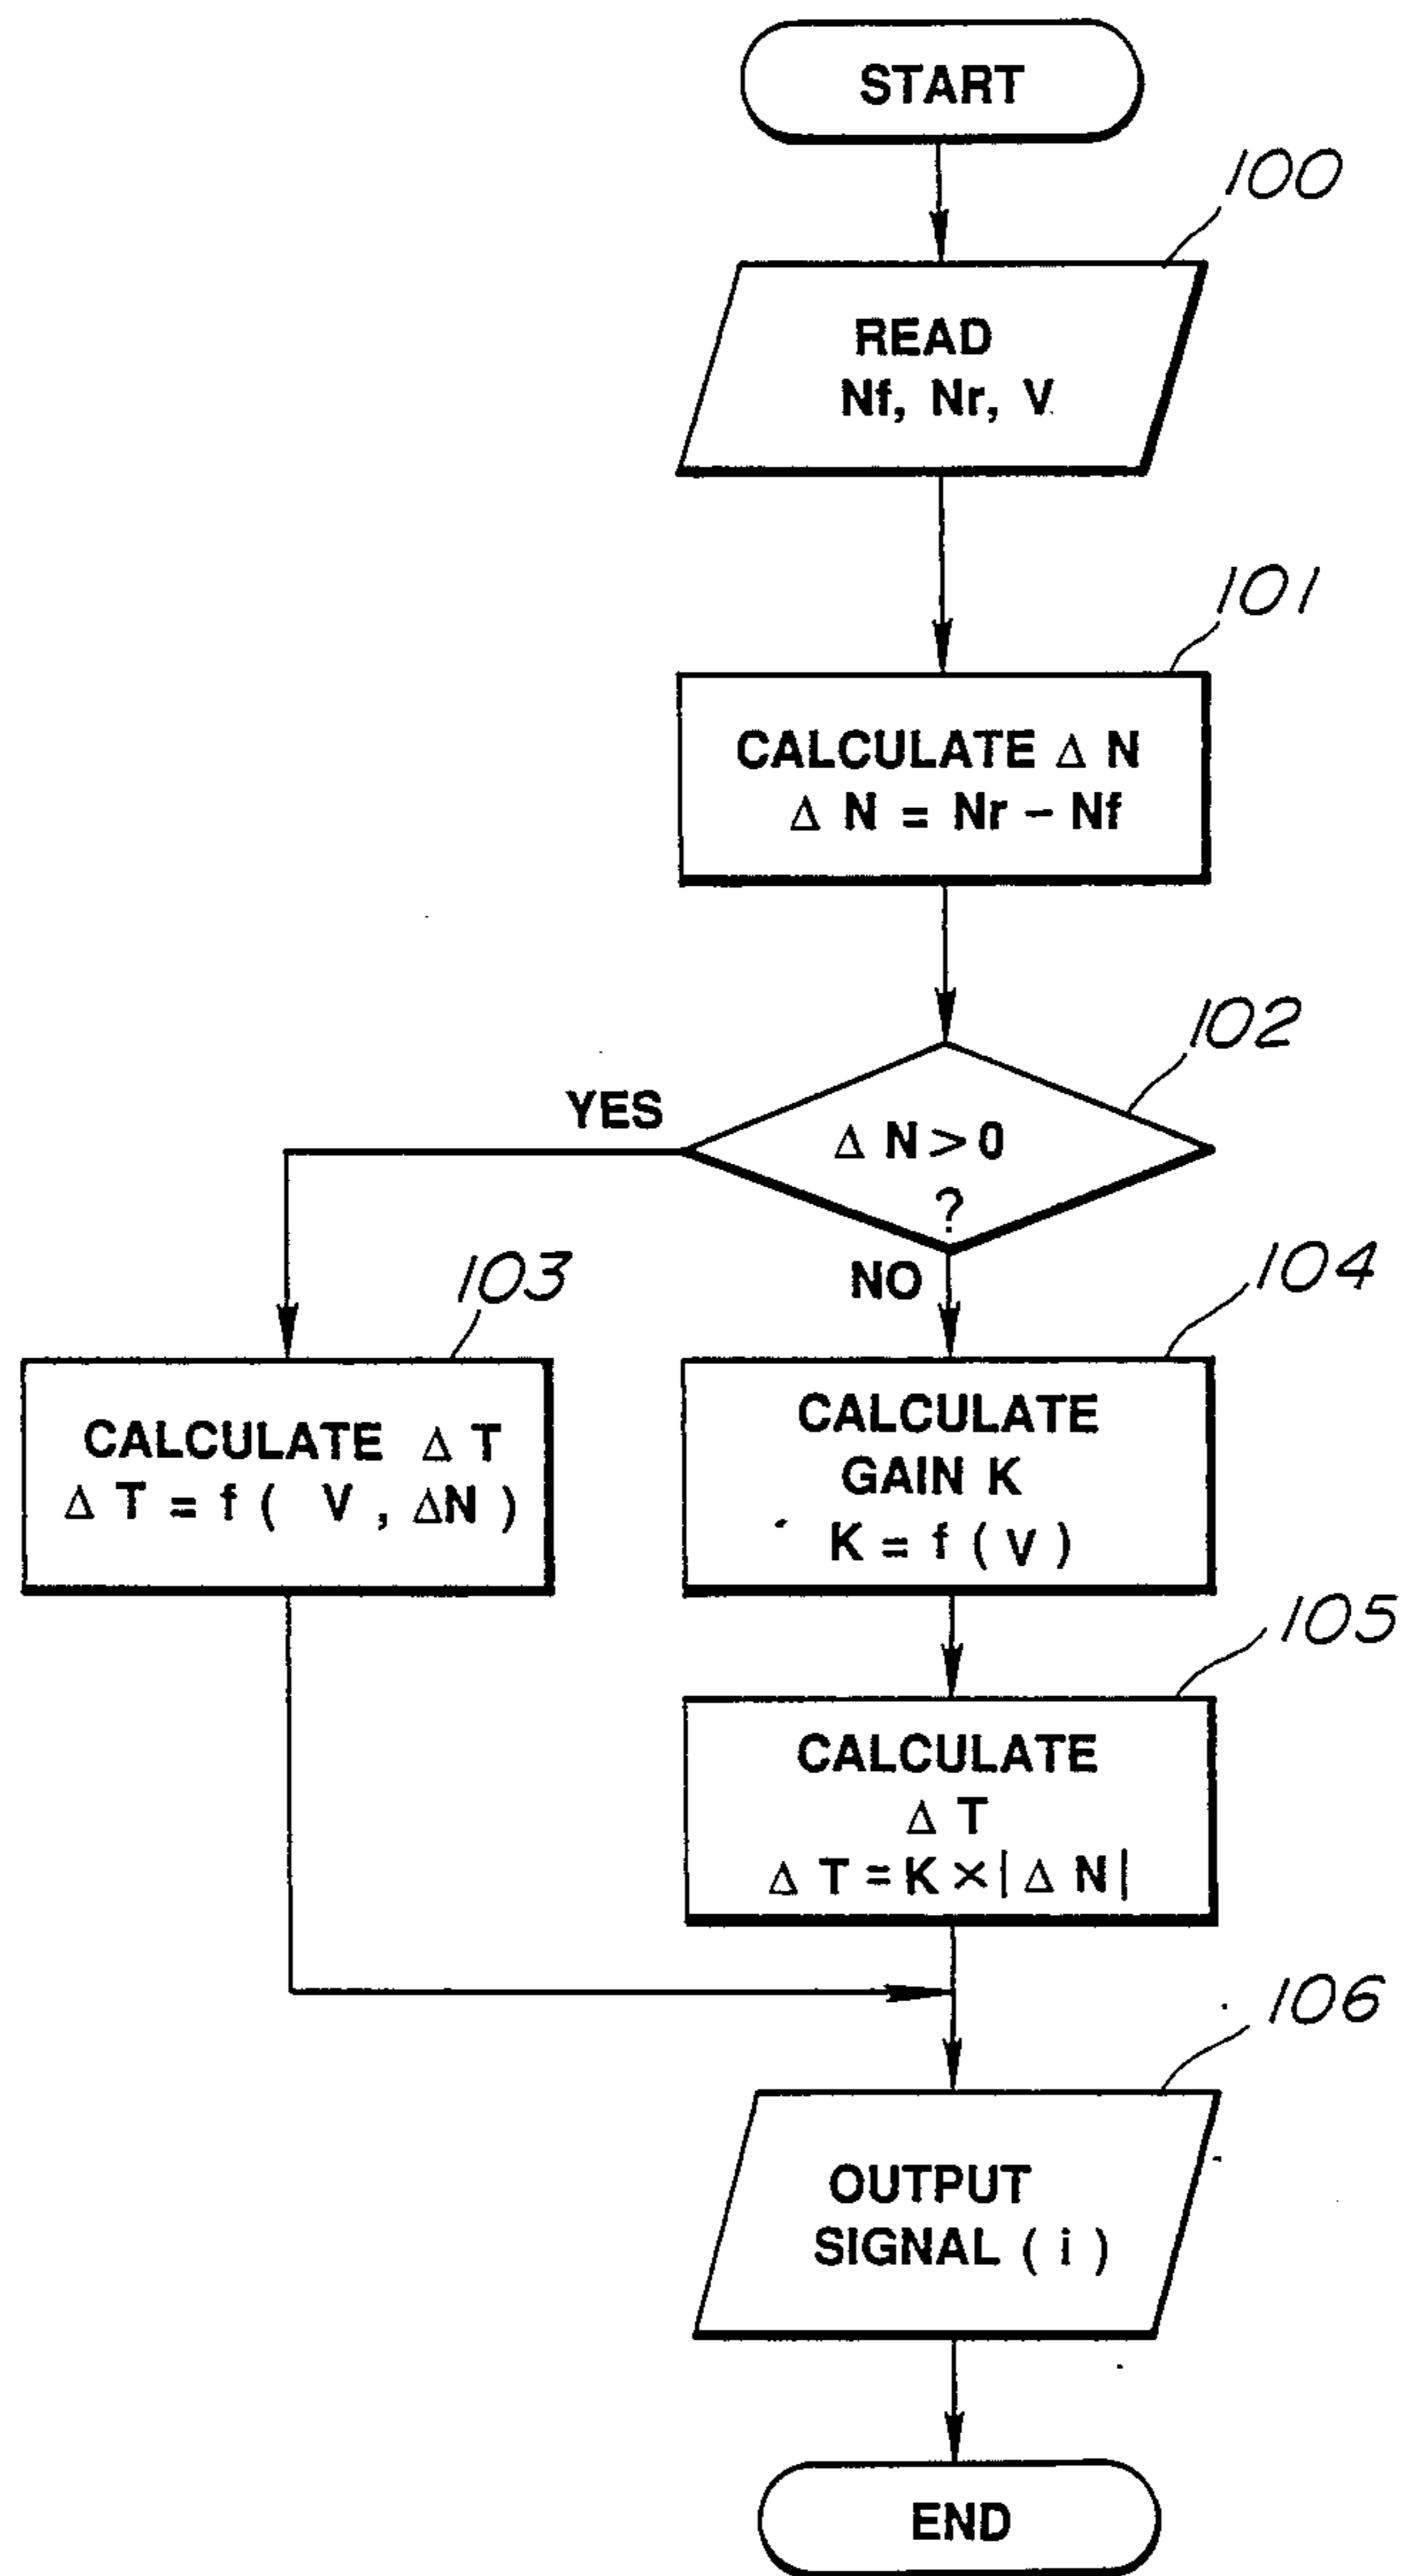 START
100
READ
Nf, Nr, V
101
CALCULATE Δ N
Δ N = Nr – Nf
102
YES
Δ N > 0
?
NO
103
CALCULATE Δ T
Δ T = f ( V , ΔN )
104
CALCULATE
GAIN K
K = f ( V )
105
CALCULATE
Δ T
Δ T = K × | Δ N |
106
OUTPUT
SIGNAL ( i )
END